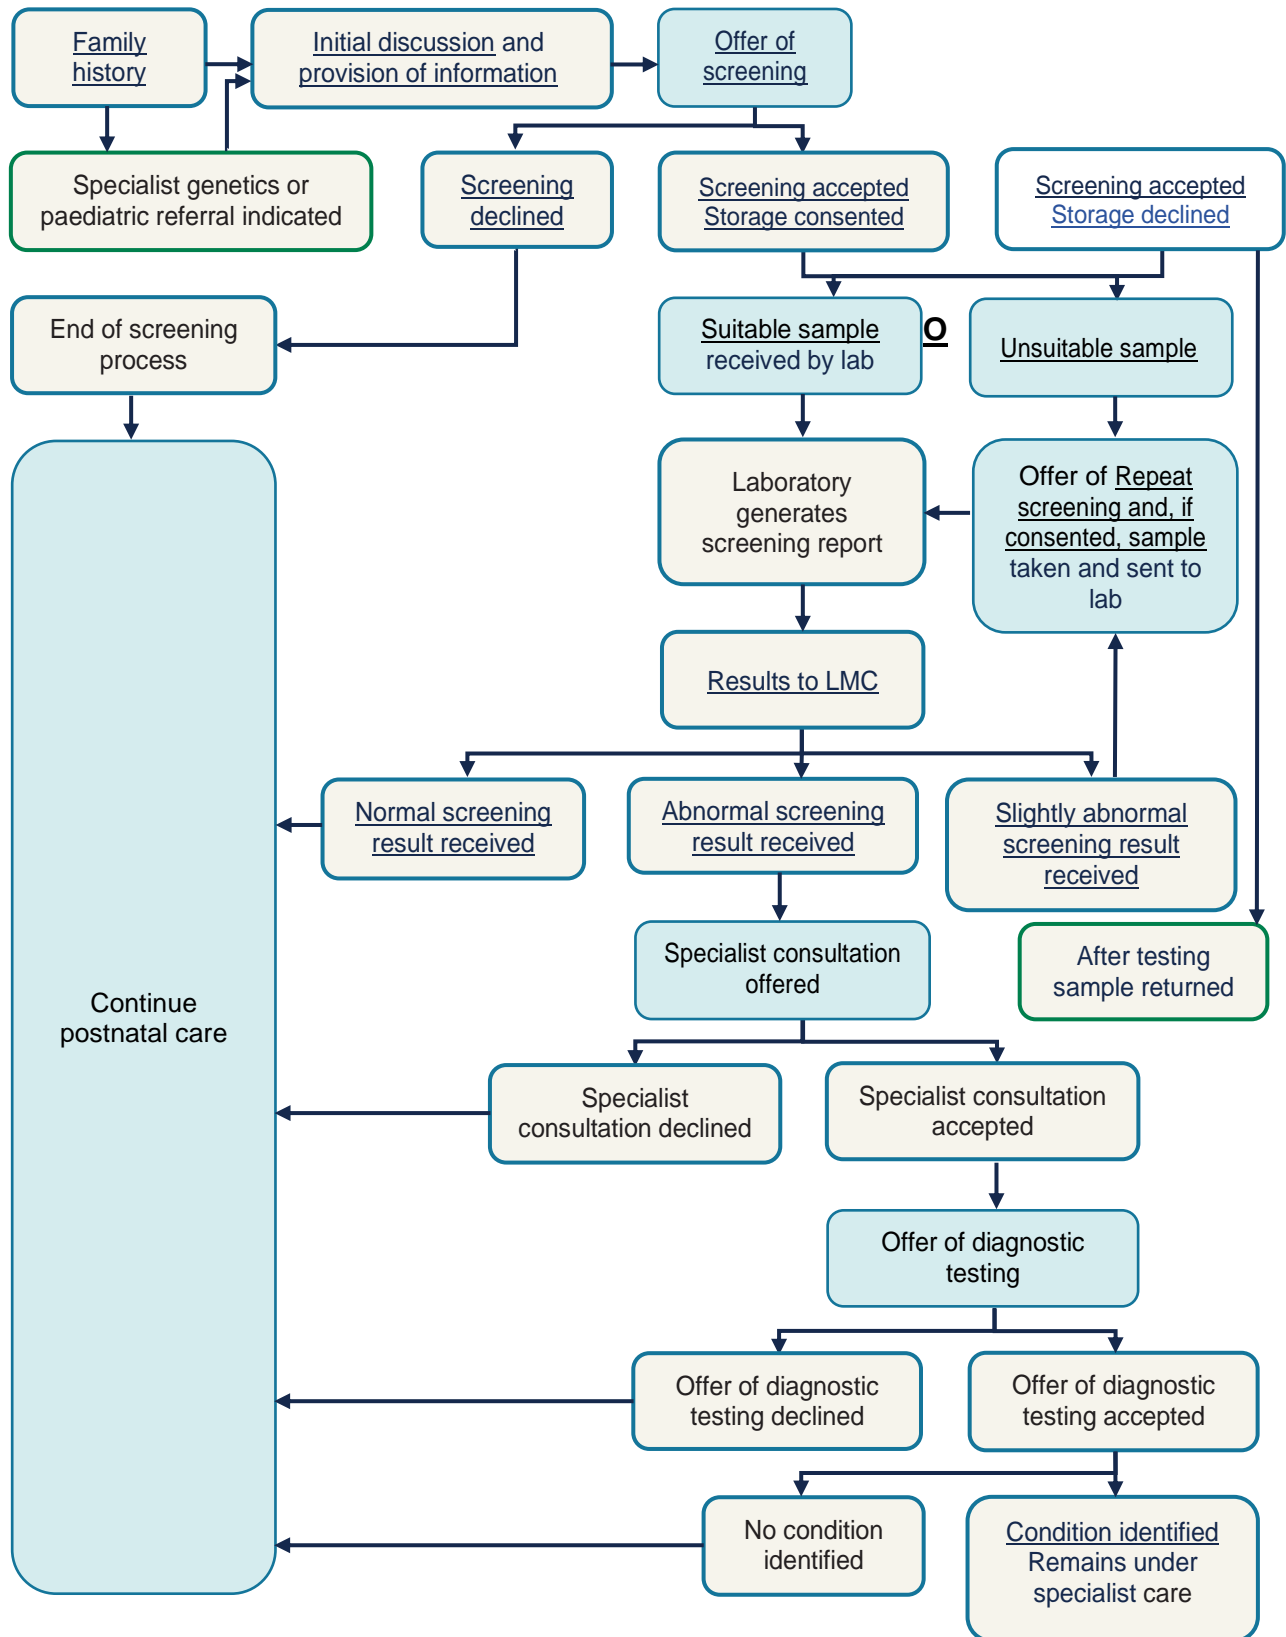 Family
history
Initial discussion and
provision of information
Offer of
screening
Specialist genetics or
paediatric referral indicated
Screening
declined
Screening accepted
Storage consented
Screening accepted
Storage declined
End of screening
process
Suitable sample
received by lab
O
Unsuitable sample
Laboratory
generates
screening report
Offer of Repeat
screening and, if
consented, sample
taken and sent to
lab
Results to LMC
Normal screening
result received
Abnormal screening
result received
Slightly abnormal
screening result
received
Specialist consultation
offered
After testing
sample returned
Continue
postnatal care
Specialist
consultation declined
Specialist consultation
accepted
Offer of diagnostic
testing
Offer of diagnostic
testing declined
Offer of diagnostic
testing accepted
No condition
identified
Condition identified
Remains under
specialist care